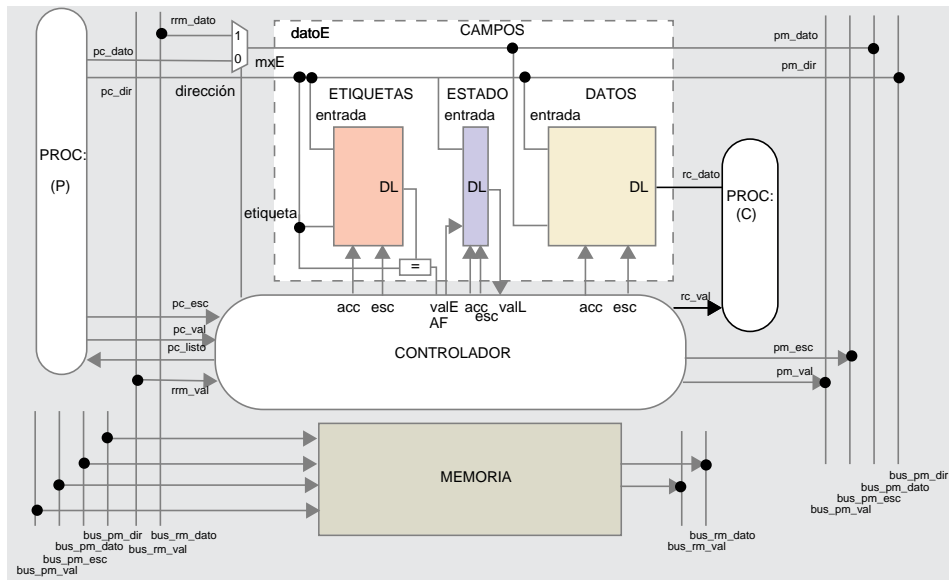 rrm_dato
1
0
datoE
CAMPOS
pm_dato
pc_dato
mxE
pm_dir
pc_dir
dirección
ETIQUETAS
ESTADO
DATOS
entrada
entrada
entrada
PROC:
(P)
DL
DL
DL
rc_dato
PROC:
(C)
etiqueta
=
acc
esc
valE
AF
acc
esc
valL
acc
esc
rc_val
pc_esc
pc_val
pc_listo
rrm_val
CONTROLADOR
pm_esc
pm_val
MEMORIA
bus_pm_dir
bus_pm_dato
bus_pm_esc
bus_pm_val
bus_pm_dir
bus_pm_dato
bus_pm_esc
bus_pm_val
bus_rm_dato
bus_rm_val
bus_rm_dato
bus_rm_val